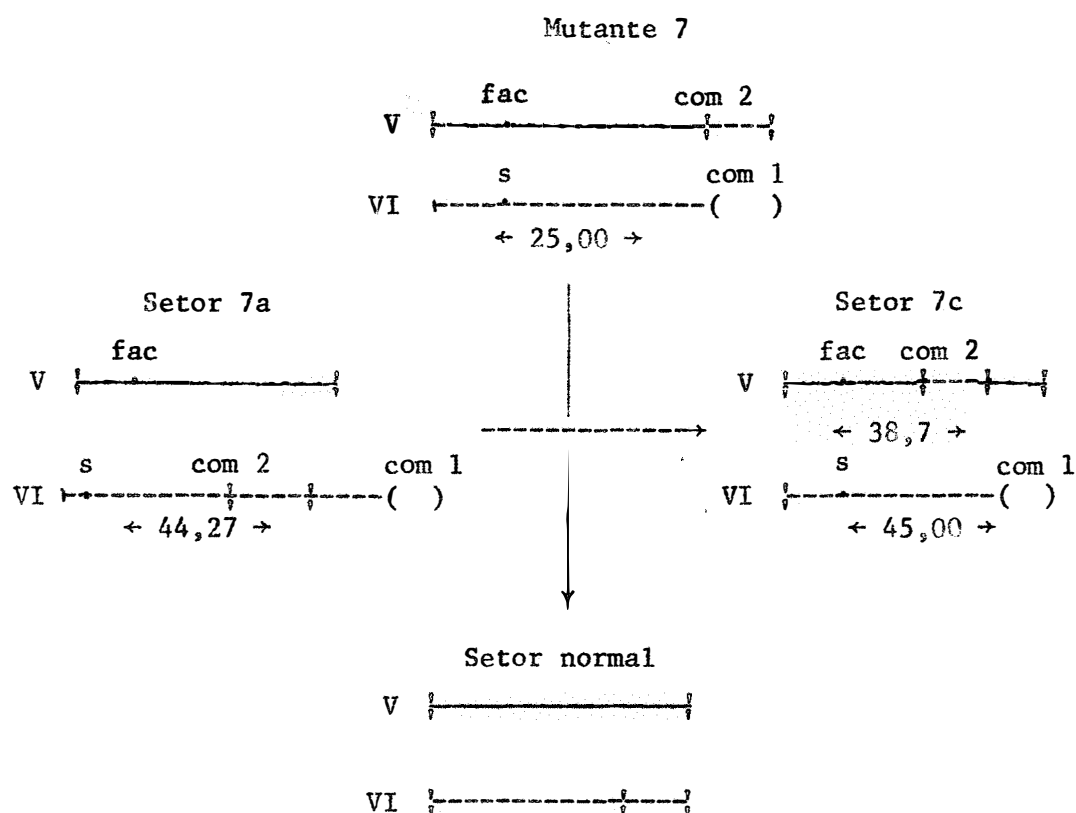 Mutante 7
fac com 2
V
s com 1
VI ( )
← 25,00 →
Setor 7a
fac
V
s com 2 com 1
VI ( )
← 44,27 →
Setor 7c
fac com 2
V
← 38,7 →
s com 1
VI ( )
← 45,00 →
Setor normal
V
VI